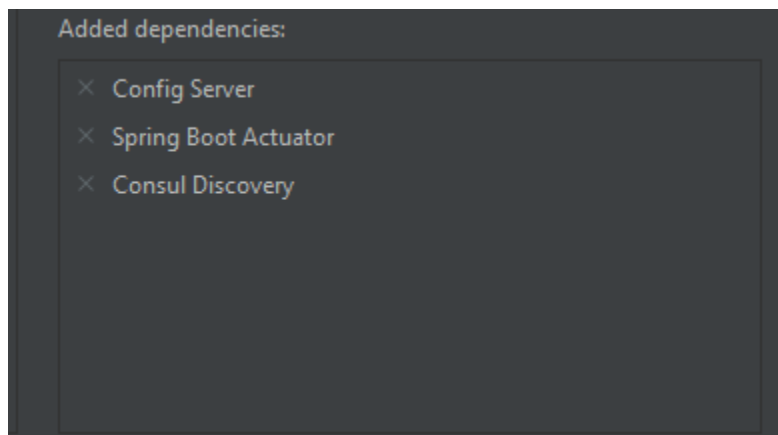 Added dependencies:
× Config Server
× Spring Boot Actuator
× Consul Discovery